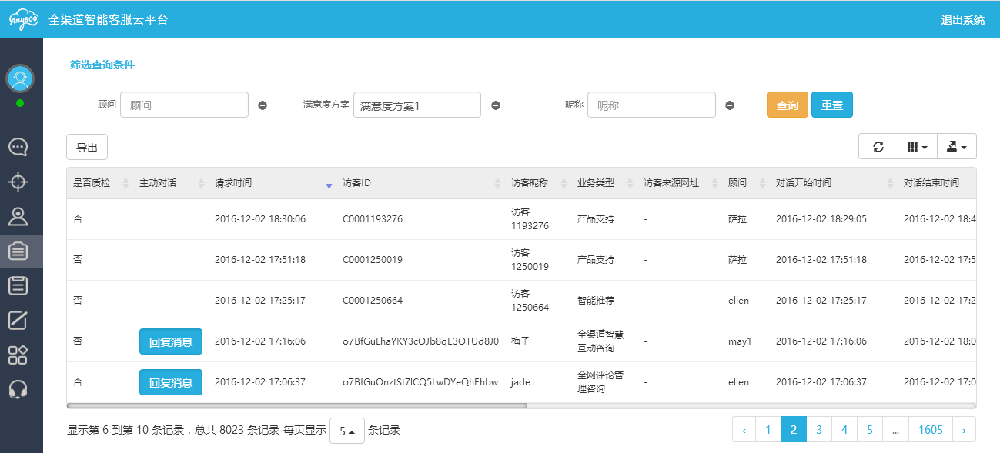 Any800 全渠道智能客服云平台 退出系统
筛选查询条件
顾问 顾问 满意度方案 满意度方案1 昵称 昵称 查询 重置
导出
是否质检 主动对话 请求时间 访客ID 访客昵称 业务类型 访客来源网址 顾问 对话开始时间 对话结束时间
否 2016-12-02 18:30:06 C0001193276 访客 1193276 产品支持 - 萨拉 2016-12-02 18:29:05 2016-12-02 18:4
否 2016-12-02 17:51:18 C0001250019 访客 1250019 产品支持 - 萨拉 2016-12-02 17:51:18 2016-12-02 17:5
否 2016-12-02 17:25:17 C0001250664 访客 1250664 智能推荐 - ellen 2016-12-02 17:25:17 2016-12-02 17:2
否 回复消息 2016-12-02 17:16:06 o7BfGuLhaYKY3cOJb8qE3OTUd8J0 梅子 全渠道智慧互动咨询 - may1 2016-12-02 17:16:06 2016-12-02 18:0
否 回复消息 2016-12-02 17:06:37 o7BfGuOnztSt7lCQ5LwDYeQhEhbw jade 全网评论管理咨询 - ellen 2016-12-02 17:06:37 2016-12-02 17:0
显示第 6 到第 10 条记录，总共 8023 条记录 每页显示 5 条记录 ‹ 1 2 3 4 5 ... 1605 ›